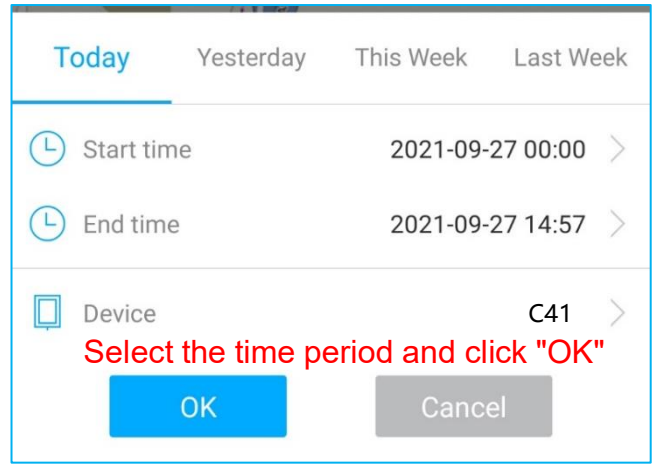 Today Yesterday This Week Last Week
Start time 2021-09-27 00:00
End time 2021-09-27 14:57
Device C41
Select the time period and click "OK"
OK Cancel